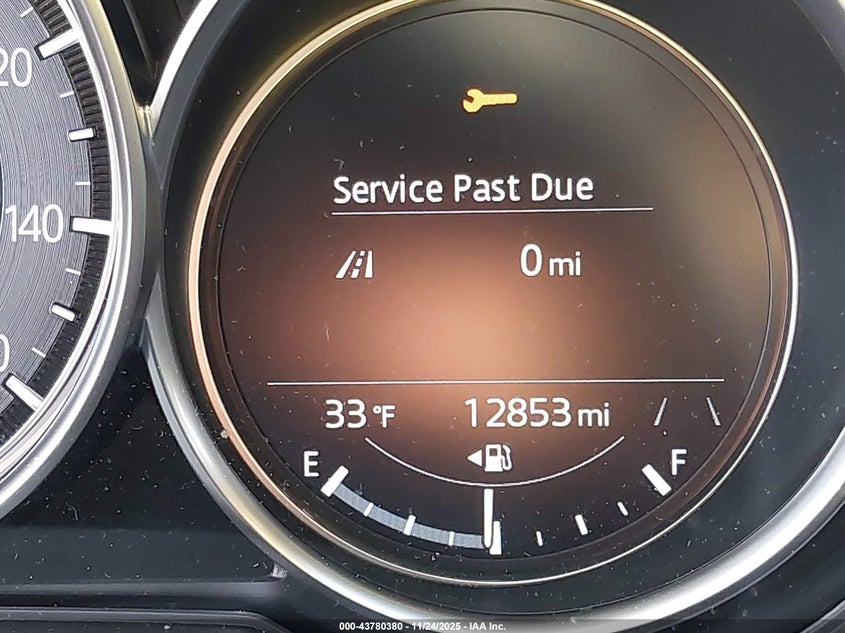 20
140
Service Past Due
0 mi
33 °F 12853 mi
E F
000-43780380 - 11/24/2025 - IAA Inc.